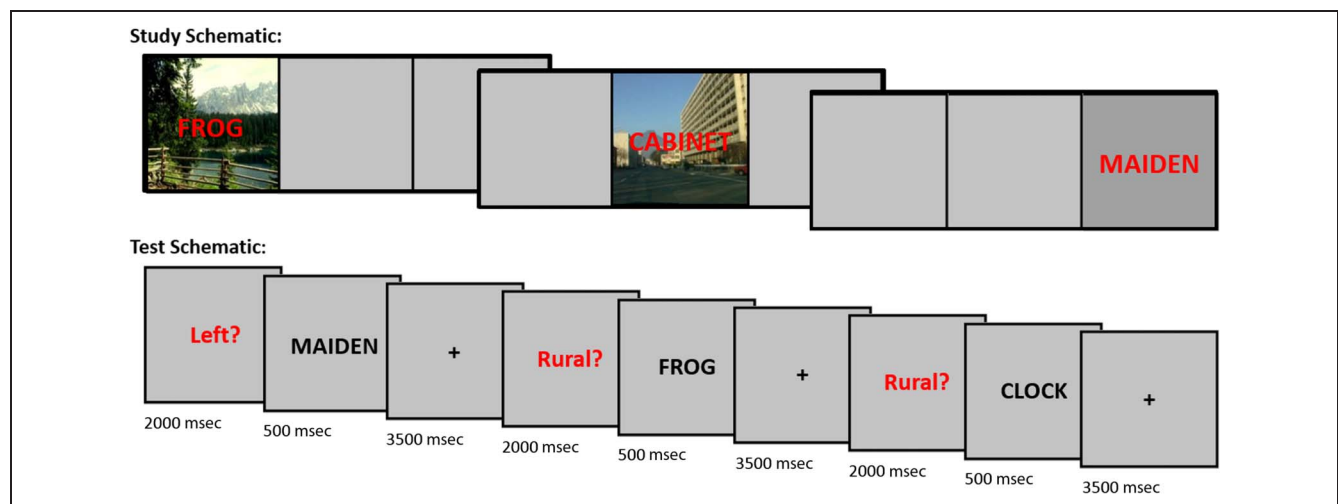 Study Schematic:
FROG
CABINET
MAIDEN
Test Schematic:
Left?
MAIDEN
+
Rural?
FROG
+
Rural?
CLOCK
+
2000 msec
500 msec
3500 msec
2000 msec
500 msec
3500 msec
2000 msec
500 msec
3500 msec